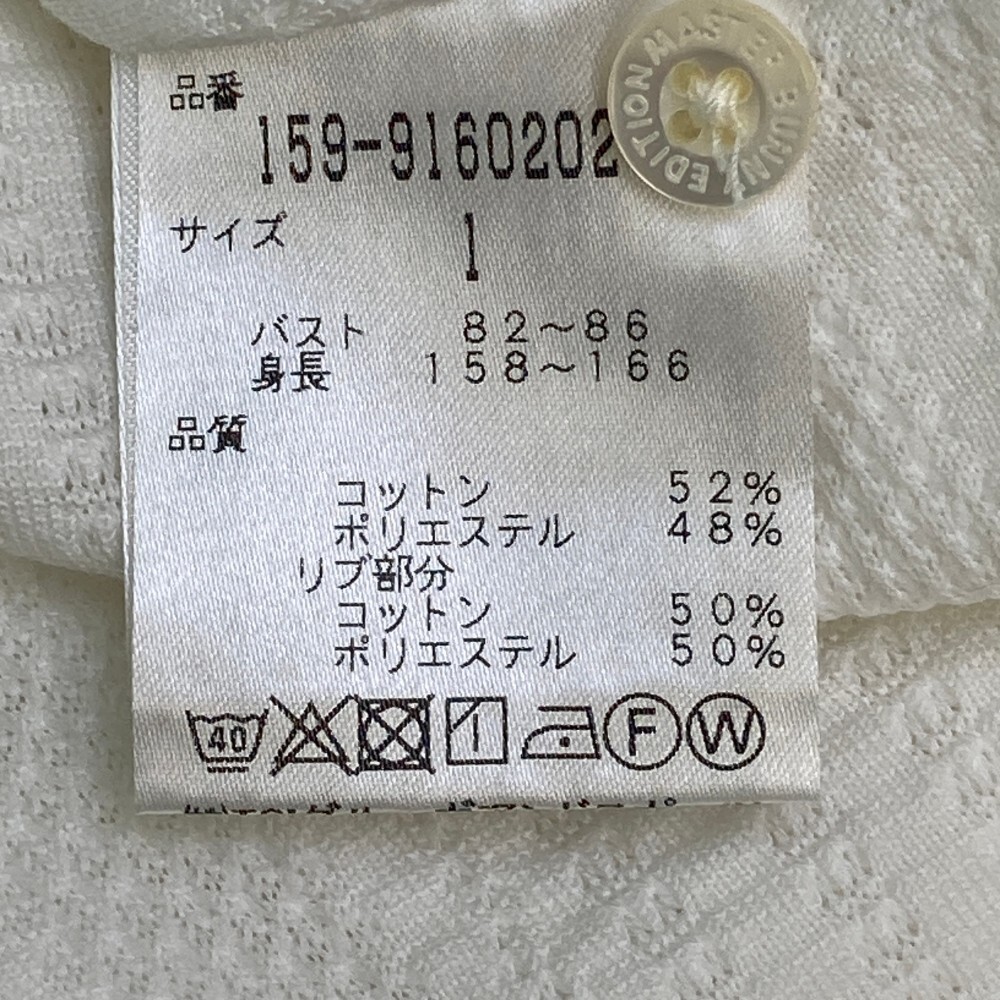 品番
159-9160202
サイズ 1
バスト 82～86
身長 158～166
品質
コットン 52%
ポリエステル 48%
リブ部分
コットン 50%
ポリエステル 50%
40 1 F W
MASTER BUNNY EDITION